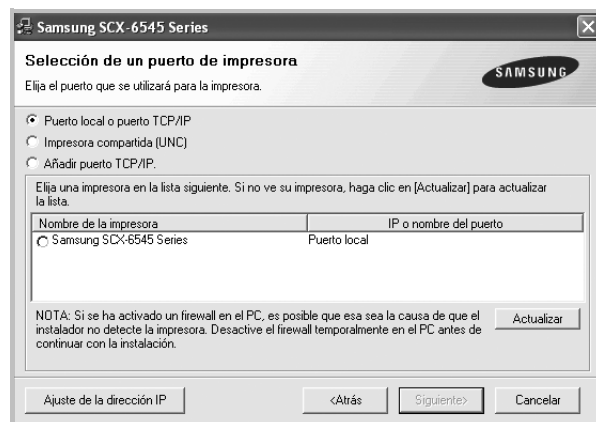 Samsung SCX-6545 Series
Selección de un puerto de impresora
Elija el puerto que se utilizará para la impresora.
SAMSUNG
Puerto local o puerto TCP/IP
Impresora compartida (UNC)
Añadir puerto TCP/IP.
Elija una impresora en la lista siguiente. Si no ve su impresora, haga clic en [Actualizar] para actualizar
la lista.
Nombre de la impresora IP o nombre del puerto
Samsung SCX-6545 Series Puerto local
NOTA: Si se ha activado un firewall en el PC, es posible que esa sea la causa de que el
instalador no detecte la impresora. Desactive el firewall temporalmente en el PC antes de
continuar con la instalación.
Actualizar
Ajuste de la dirección IP <Atrás Siguiente> Cancelar